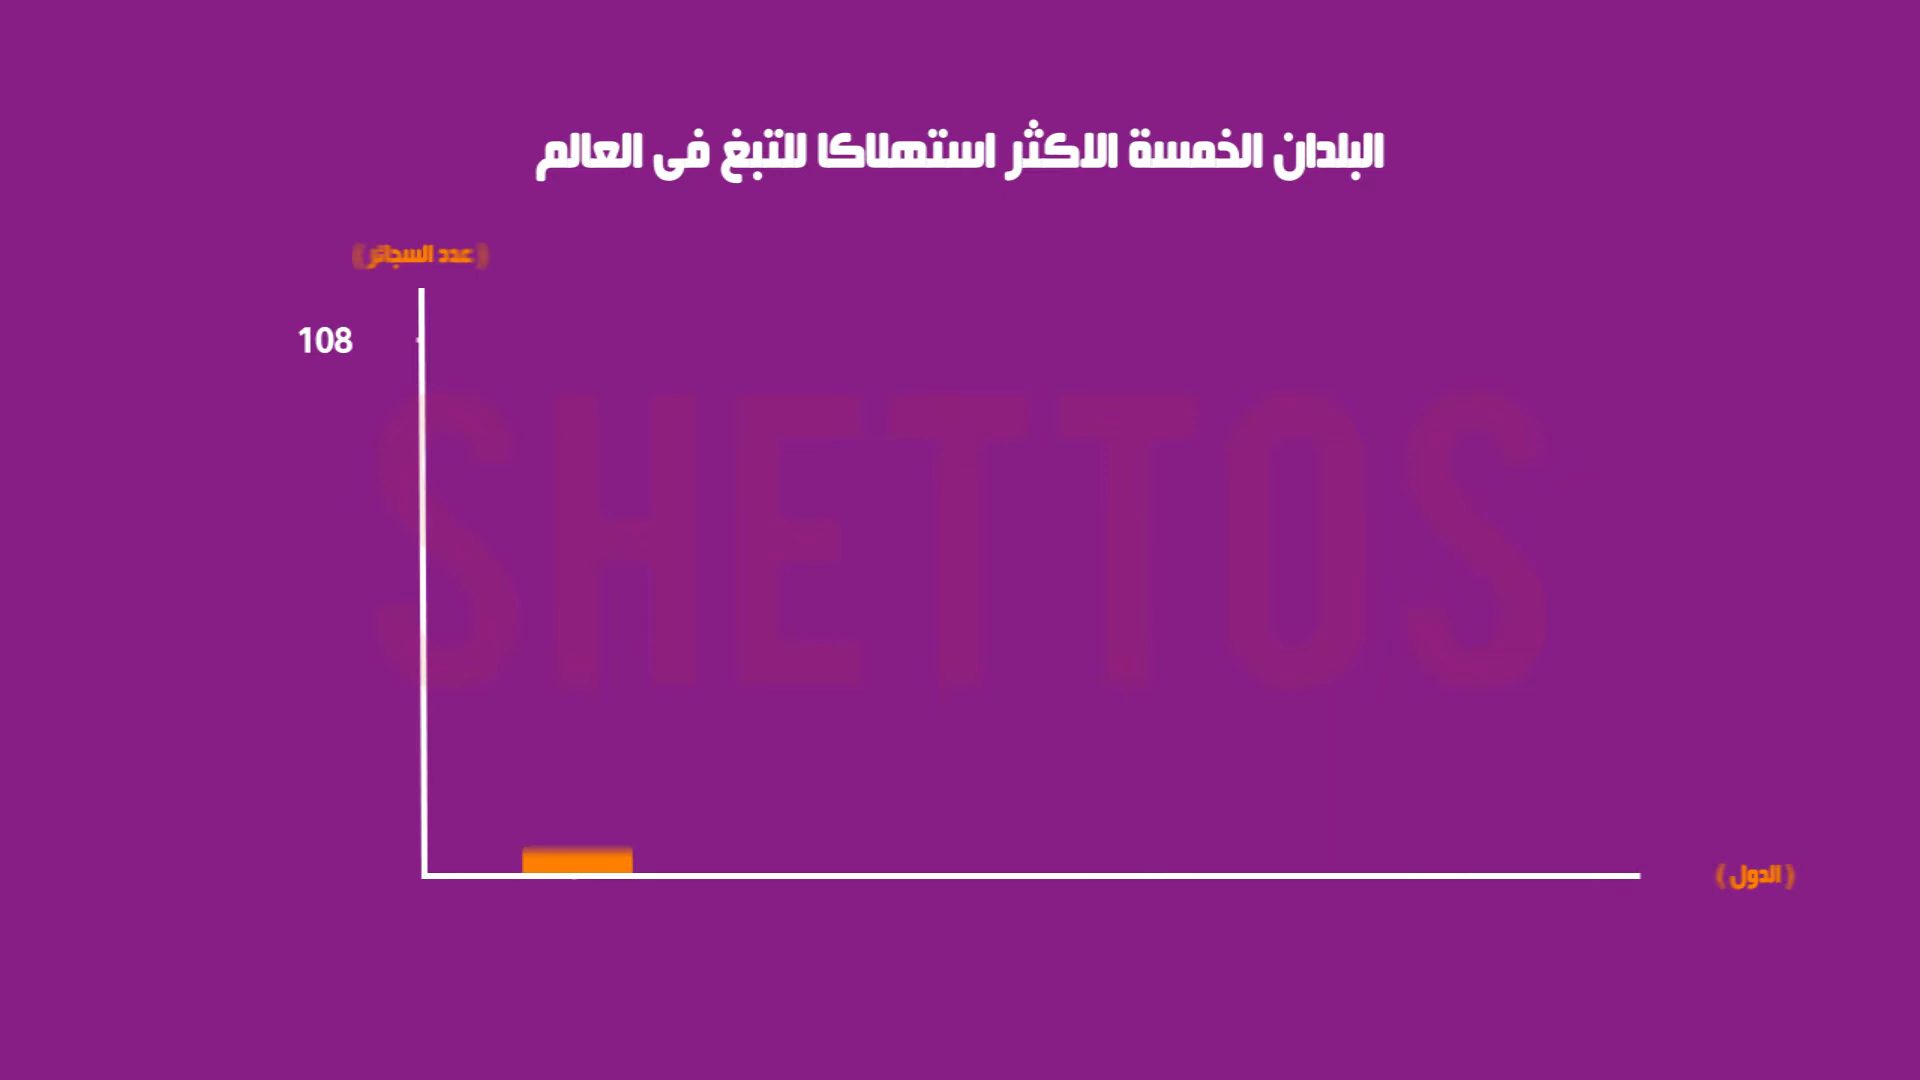 البلدان الخمسة الاكثر استهلاكا للتبغ فى العالم
( عدد السجائر )
108
SHETTOS
( الدول )